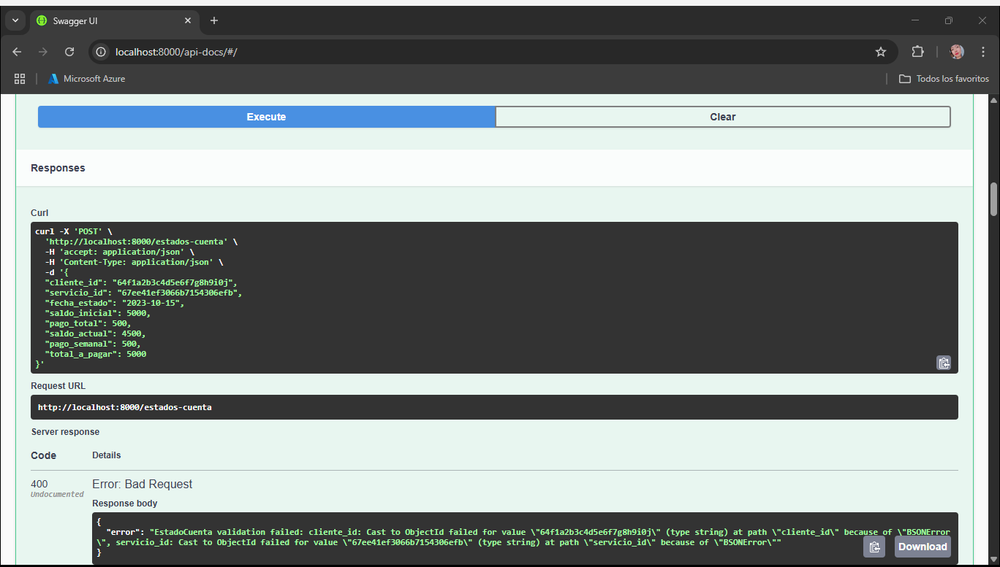 Swagger UI
localhost:8000/api-docs/#/
Microsoft Azure
Todos los favoritos
Execute
Clear
Responses
Curl
curl -X 'POST' \
'http://localhost:8000/estados-cuenta' \
-H 'accept: application/json' \
-H 'Content-Type: application/json' \
-d '{
"cliente_id": "64f1a2b3c4d5e6f7g8h9i0j",
"servicio_id": "67ee41ef3066b7154306efb",
"fecha_estado": "2023-10-15",
"saldo_inicial": 5000,
"pago_total": 500,
"saldo_actual": 4500,
"pago_semanal": 500,
"total_a_pagar": 5000
}'
Request URL
http://localhost:8000/estados-cuenta
Server response
Code
Details
400
Undocumented
Error: Bad Request
Response body
{
"error": "EstadoCuenta validation failed: cliente_id: Cast to ObjectId failed for value \"64f1a2b3c4d5e6f7g8h9i0j\" (type string) at path \"cliente_id\" because of \"BSONError
\", servicio_id: Cast to ObjectId failed for value \"67ee41ef3066b7154306efb\" (type string) at path \"servicio_id\" because of \"BSONError\""
}
Download